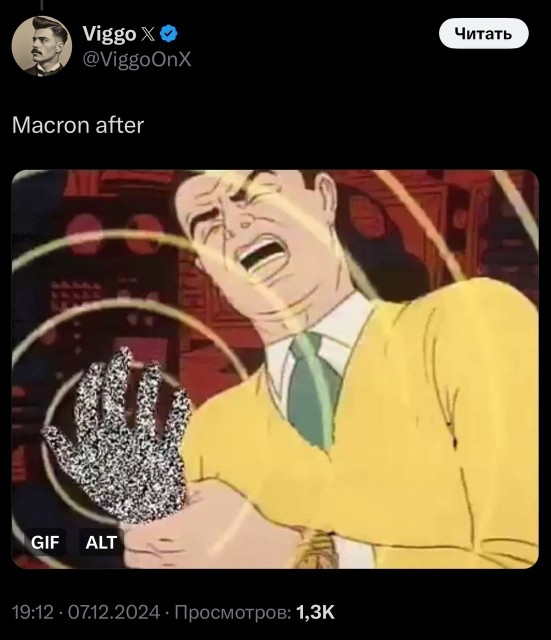 Viggo 𝕏
@ViggoOnX
Читать
Macron after
GIF ALT
19:12 · 07.12.2024 · Просмотров: 1,3K